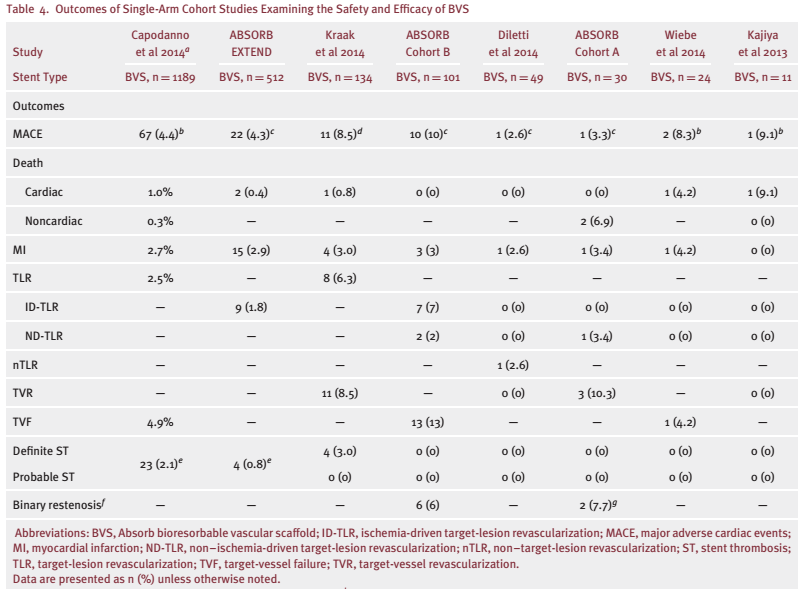 Table 4. Outcomes of Single-Arm Cohort Studies Examining the Safety and Efficacy of BVS
Study Capodanno et al 2014a ABSORB EXTEND Kraak et al 2014 ABSORB Cohort B Diletti et al 2014 ABSORB Cohort A Wiebe et al 2014 Kajiya et al 2013
Stent Type BVS, n = 1189 BVS, n = 512 BVS, n = 134 BVS, n = 101 BVS, n = 49 BVS, n = 30 BVS, n = 24 BVS, n = 11
Outcomes
MACE 67 (4.4)b 22 (4.3)c 11 (8.5)d 10 (10)c 1 (2.6)c 1 (3.3)c 2 (8.3)b 1 (9.1)b
Death
Cardiac 1.0% 2 (0.4) 1 (0.8) 0 (0) 0 (0) 0 (0) 1 (4.2) 1 (9.1)
Noncardiac 0.3% — — — — 2 (6.9) — 0 (0)
MI 2.7% 15 (2.9) 4 (3.0) 3 (3) 1 (2.6) 1 (3.4) 1 (4.2) 0 (0)
TLR 2.5% — 8 (6.3) — — — — —
ID-TLR — 9 (1.8) — 7 (7) 0 (0) 0 (0) 0 (0) 0 (0)
ND-TLR — — — 2 (2) 0 (0) 1 (3.4) 0 (0) 0 (0)
nTLR — — — — 1 (2.6) — — —
TVR — — 11 (8.5) — 0 (0) 3 (10.3) — 0 (0)
TVF 4.9% — — 13 (13) — — 1 (4.2) —
Definite ST 23 (2.1)e 4 (0.8)e 4 (3.0) 0 (0) 0 (0) 0 (0) 0 (0) 0 (0)
Probable ST 0 (0) 0 (0) 0 (0) 0 (0) 0 (0) 0 (0)
Binary restenosisf — — — 6 (6) — 2 (7.7)g — —
Abbreviations: BVS, Absorb bioresorbable vascular scaffold; ID-TLR, ischemia-driven target-lesion revascularization; MACE, major adverse cardiac events;
MI, myocardial infarction; ND-TLR, non–ischemia-driven target-lesion revascularization; nTLR, non–target-lesion revascularization; ST, stent thrombosis;
TLR, target-lesion revascularization; TVF, target-vessel failure; TVR, target-vessel revascularization.
Data are presented as n (%) unless otherwise noted.